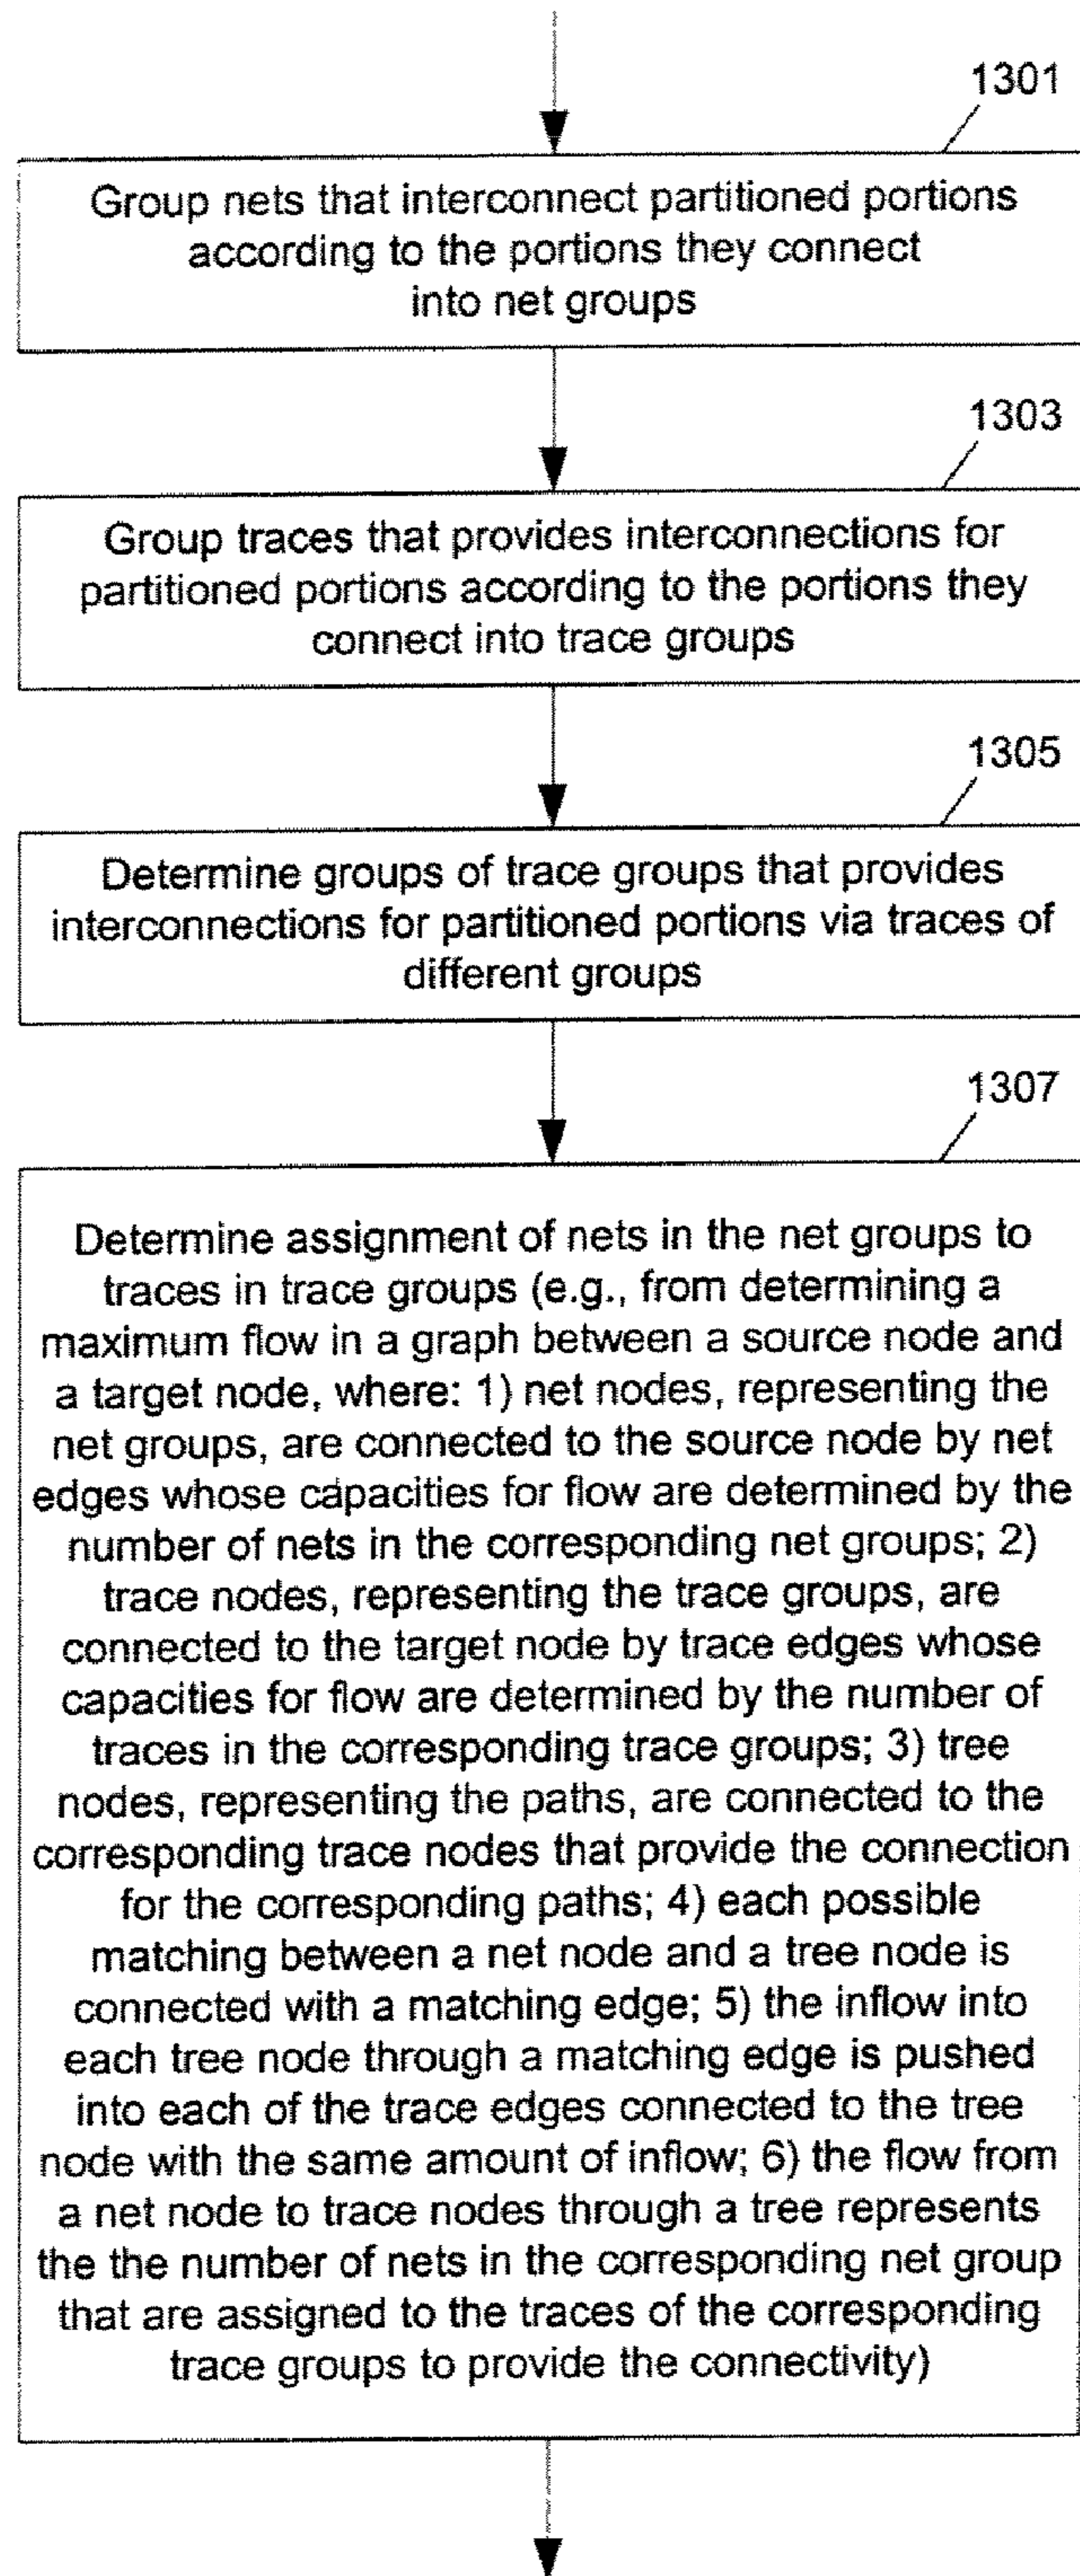 1301
Group nets that interconnect partitioned portions
according to the portions they connect
into net groups
1303
Group traces that provides interconnections for
partitioned portions according to the portions they
connect into trace groups
1305
Determine groups of trace groups that provides
interconnections for partitioned portions via traces of
different groups
1307
Determine assignment of nets in the net groups to
traces in trace groups (e.g., from determining a
maximum flow in a graph between a source node and
a target node, where: 1) net nodes, representing the
net groups, are connected to the source node by net
edges whose capacities for flow are determined by the
number of nets in the corresponding net groups; 2)
trace nodes, representing the trace groups, are
connected to the target node by trace edges whose
capacities for flow are determined by the number of
traces in the corresponding trace groups; 3) tree
nodes, representing the paths, are connected to the
corresponding trace nodes that provide the connection
for the corresponding paths; 4) each possible
matching between a net node and a tree node is
connected with a matching edge; 5) the inflow into
each tree node through a matching edge is pushed
into each of the trace edges connected to the tree
node with the same amount of inflow; 6) the flow from
a net node to trace nodes through a tree represents
the the number of nets in the corresponding net group
that are assigned to the traces of the corresponding
trace groups to provide the connectivity)